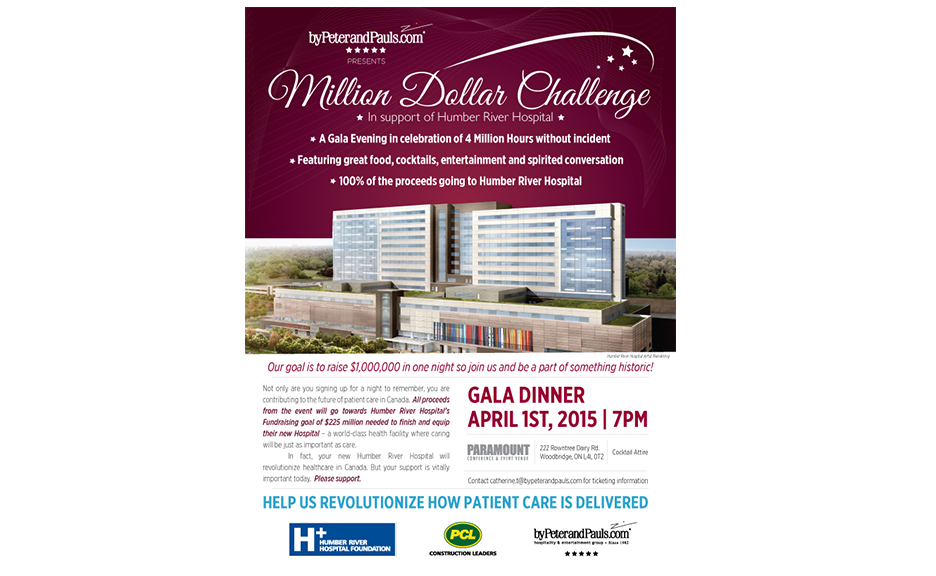 byPeterandPauls.com
PRESENTS
Million Dollar Challenge
In support of Humber River Hospital
A Gala Evening in celebration of 4 Million Hours without incident
Featuring great food, cocktails, entertainment and spirited conversation
100% of the proceeds going to Humber River Hospital
Humber River Hospital Artist Rendering
Our goal is to raise $1,000,000 in one night so join us and be a part of something historic!
Not only are you signing up for a night to remember, you are
contributing to the future of patient care in Canada. All proceeds
from the event will go towards Humber River Hospital's
Fundraising goal of $225 million needed to finish and equip
their new Hospital – a world-class health facility where caring
will be just as important as care.
In fact, your new Humber River Hospital will
revolutionize healthcare in Canada. But your support is vitally
important today. Please support.
GALA DINNER
APRIL 1ST, 2015 | 7PM
PARAMOUNT
CONFERENCE & EVENT VENUE
222 Rowntree Dairy Rd.
Woodbridge, ON L4L 0T2
Cocktail Attire
Contact catherine.t@bypeterandpauls.com for ticketing information
HELP US REVOLUTIONIZE HOW PATIENT CARE IS DELIVERED
H+
HUMBER RIVER
HOSPITAL FOUNDATION
PCL
CONSTRUCTION LEADERS
byPeterandPauls.com
hospitality & entertainment group • Since 1982